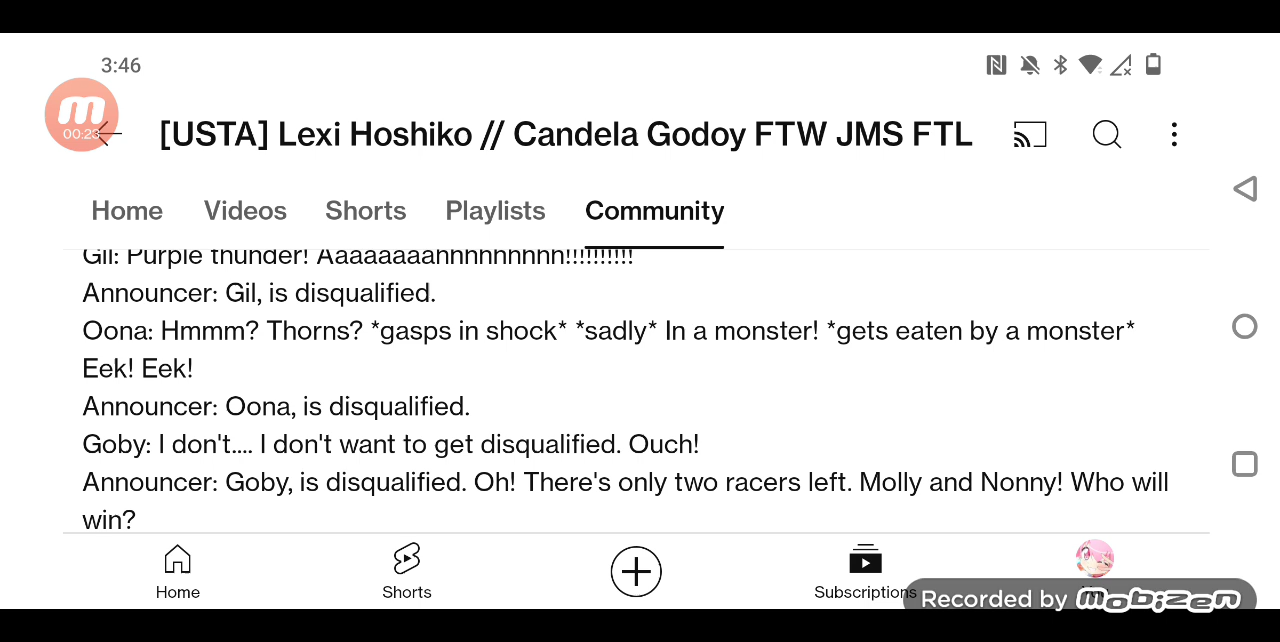 3:46
m
00:23
[USTA] Lexi Hoshiko // Candela Godoy FTW JMS FTL
Home Videos Shorts Playlists Community
Gil: Purple thunder! Aaaaaaaahhhhhhhhh!!!!!!!!!!
Announcer: Gil, is disqualified.
Oona: Hmmm? Thorns? *gasps in shock* *sadly* In a monster! *gets eaten by a monster*
Eek! Eek!
Announcer: Oona, is disqualified.
Goby: I don't.... I don't want to get disqualified. Ouch!
Announcer: Goby, is disqualified. Oh! There's only two racers left. Molly and Nonny! Who will
win?
Home Shorts Subscriptions
Recorded by mobizen